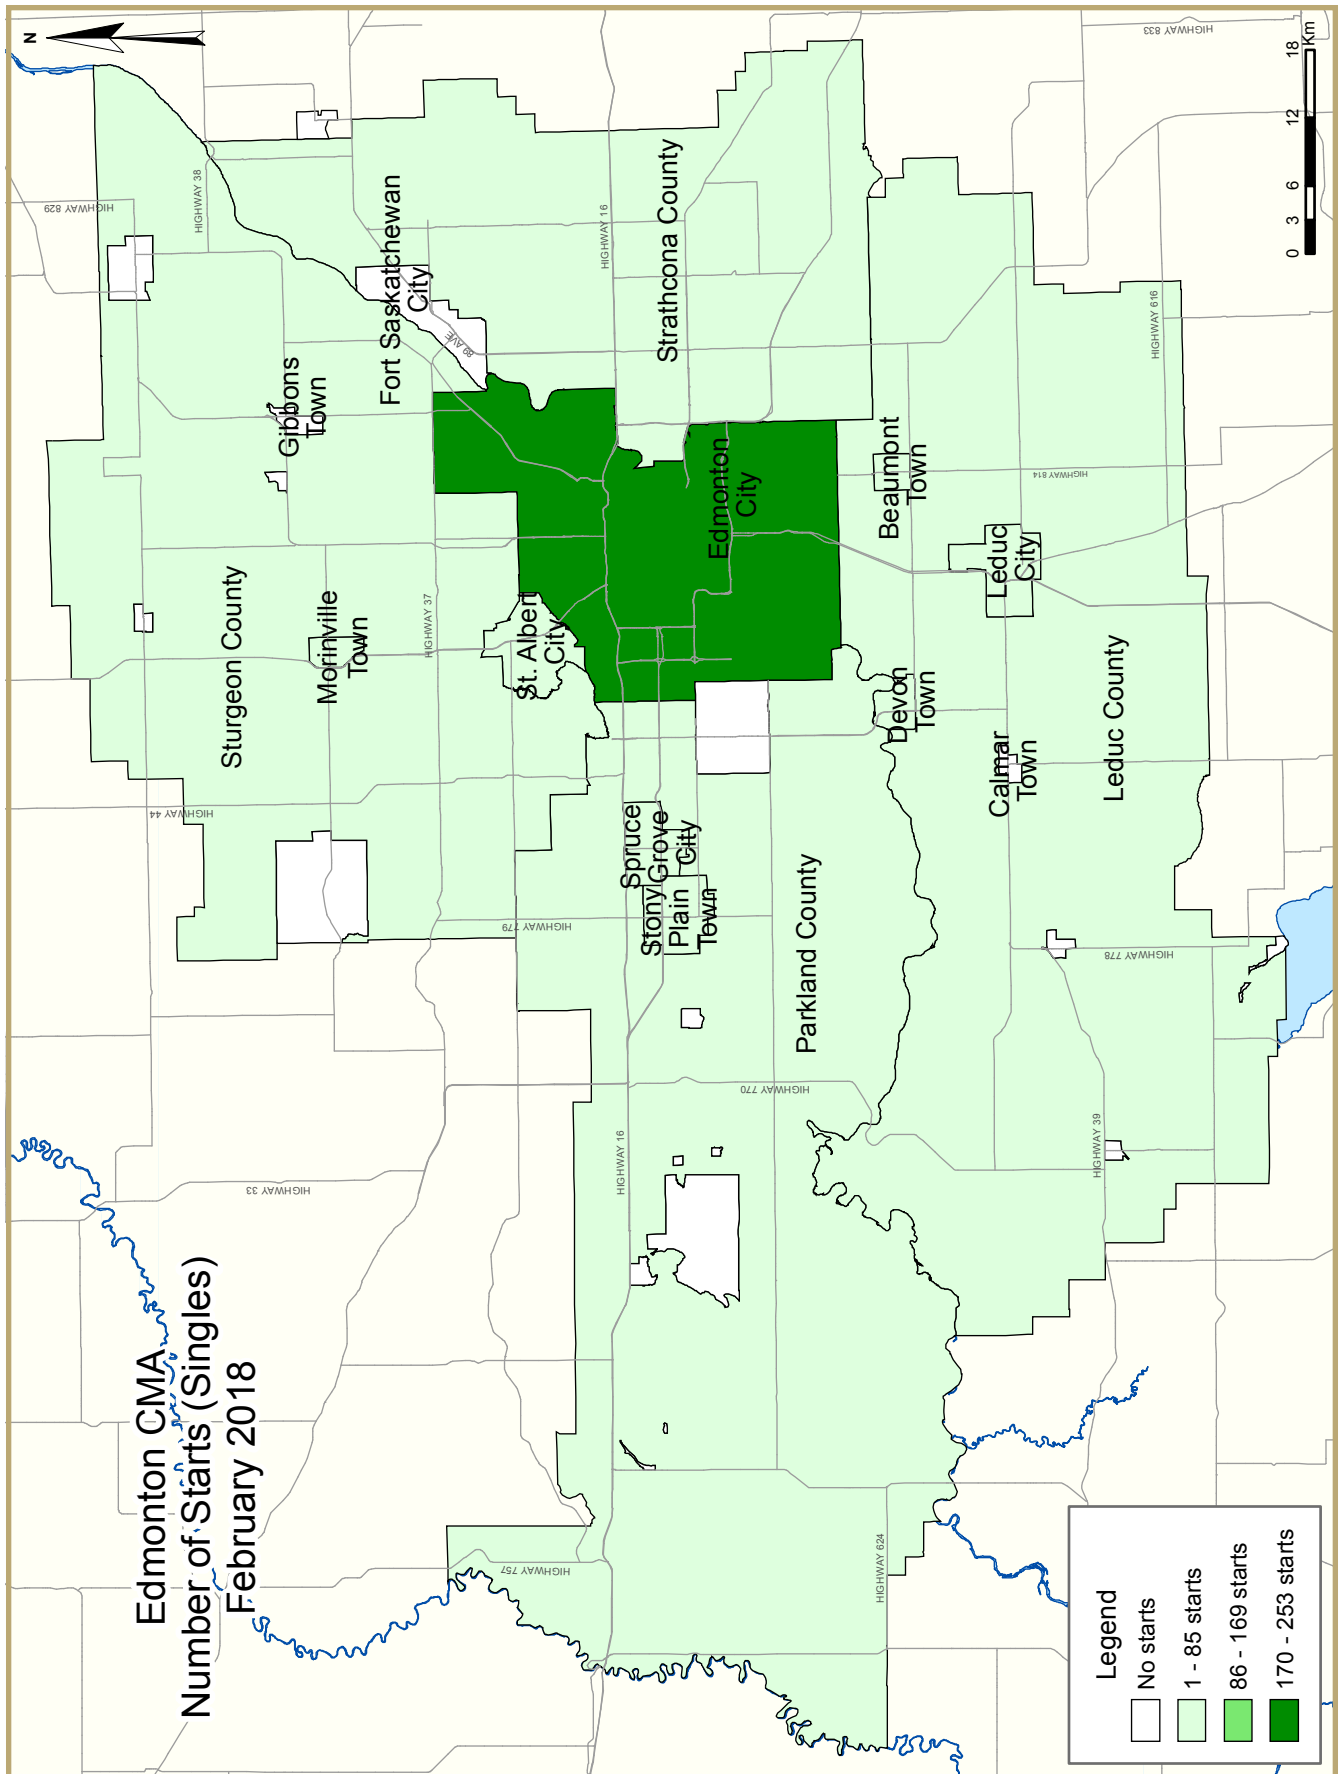 Edmonton CMA
Number of Starts (Singles)
February 2018
N
HIGHWAY 829
HIGHWAY 38
HIGHWAY 833
Gibbons
Town
Fort Saskatchewan
City
89 AVE
HIGHWAY 16
Strathcona County
Sturgeon County
Morinville
Town
HIGHWAY 37
HIGHWAY 44
St. Albert
City
Edmonton
City
Beaumont
Town
HIGHWAY 814
HIGHWAY 616
Leduc
City
Devon
Town
Calmar
Town
Leduc County
Spruce
Grove
City
Stony
Plain
Town
HIGHWAY 779
Parkland County
HIGHWAY 770
HIGHWAY 778
HIGHWAY 39
HIGHWAY 16
HIGHWAY 33
HIGHWAY 757
HIGHWAY 624
0 3 6 12 18
Km
Legend
No starts
1 - 85 starts
86 - 169 starts
170 - 253 starts